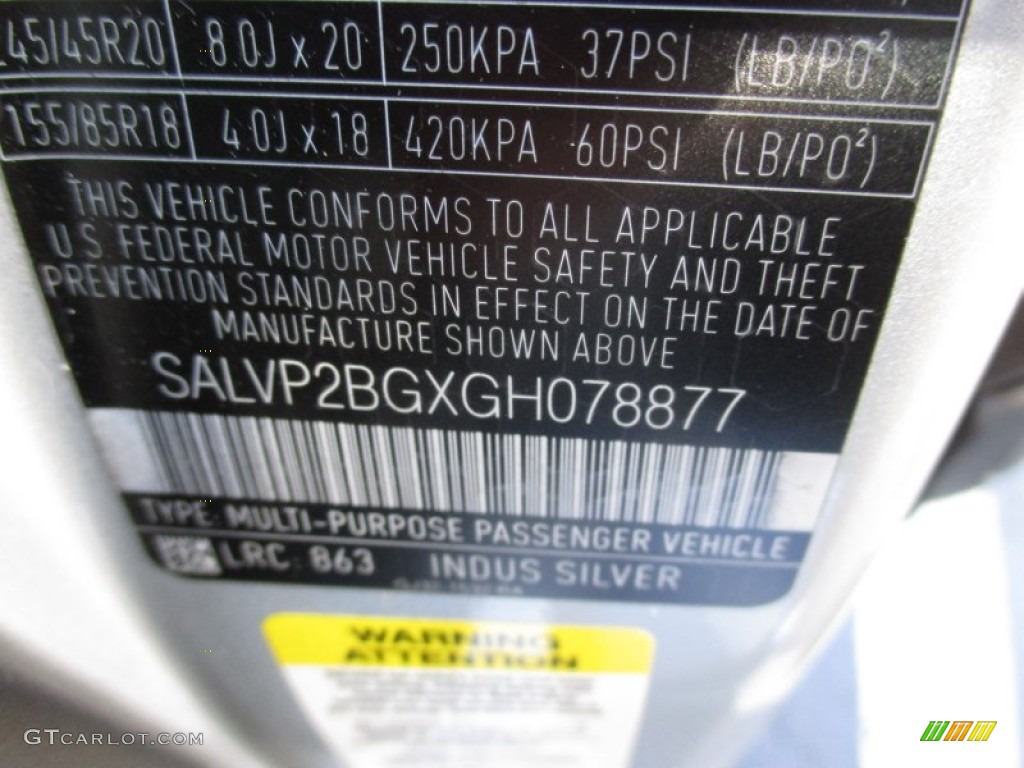 45/45R20 8.0J x 20 250KPA 37PSI (LB/PO²)
155/85R18 4.0J x 18 420KPA 60PSI (LB/PO²)
THIS VEHICLE CONFORMS TO ALL APPLICABLE
U.S. FEDERAL MOTOR VEHICLE SAFETY AND THEFT
PREVENTION STANDARDS IN EFFECT ON THE DATE OF
MANUFACTURE SHOWN ABOVE
SALVP2BGXGH078877
TYPE: MULTI-PURPOSE PASSENGER VEHICLE
LRC: 863 INDUS SILVER
WARNING
ATTENTION
GTCARLOT.COM